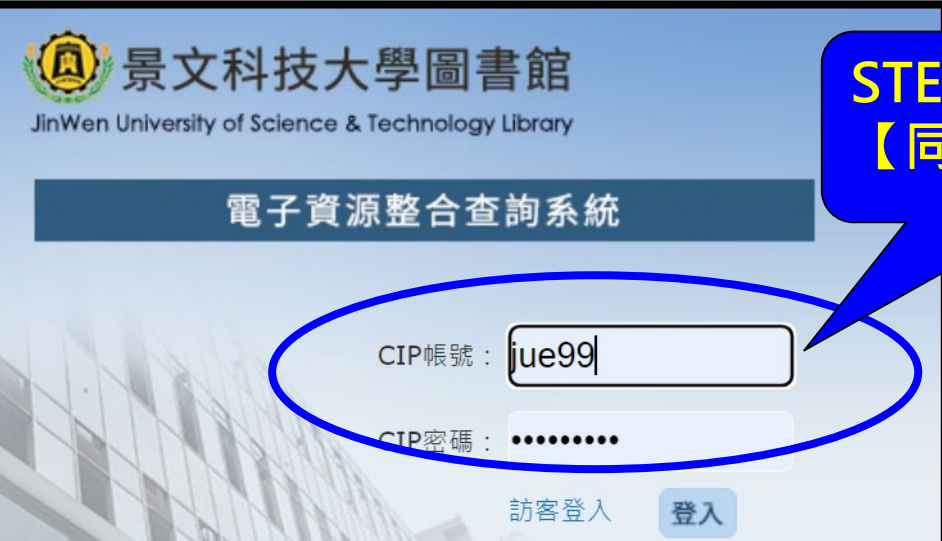 景文科技大學圖書館
JinWen University of Science & Technology Library
STE
【同
電子資源整合查詢系統
CIP帳號：jue99
CIP密碼：•••••••••
訪客登入 登入